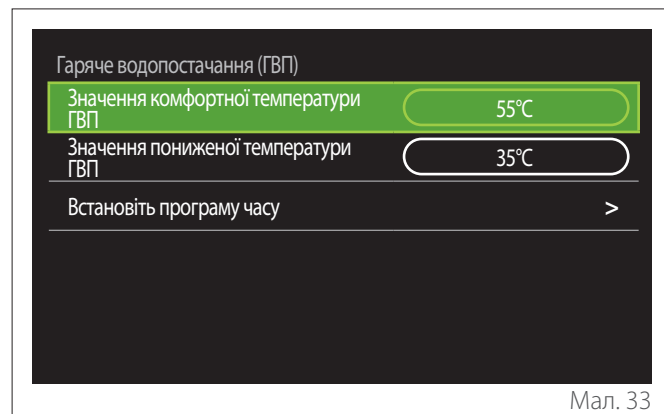 Гаряче водопостачання (ГВП)
Значення комфортної температури
ГВП
55°C
Значення пониженої температури
ГВП
35°C
Встановіть програму часу >
Мал. 33